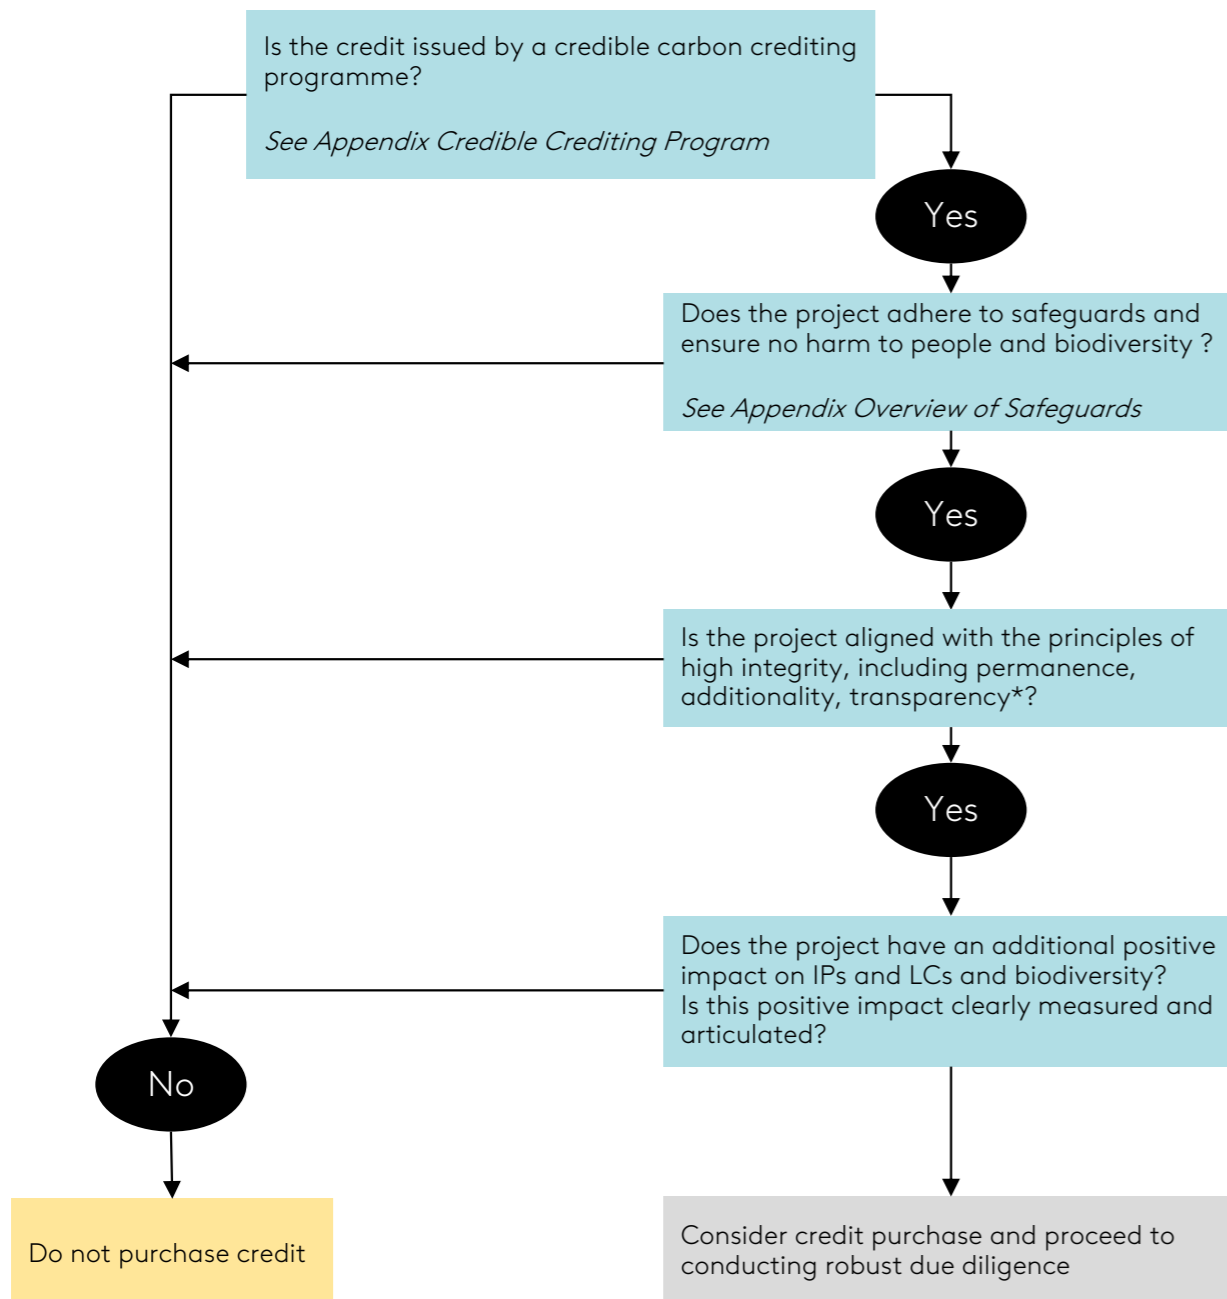 Is the credit issued by a credible carbon crediting
programme?
See Appendix Credible Crediting Program
Yes
Does the project adhere to safeguards and
ensure no harm to people and biodiversity ?
See Appendix Overview of Safeguards
Yes
Is the project aligned with the principles of
high integrity, including permanence,
additionality, transparency*?
Yes
Does the project have an additional positive
impact on IPs and LCs and biodiversity?
Is this positive impact clearly measured and
articulated?
No
Do not purchase credit
Consider credit purchase and proceed to
conducting robust due diligence